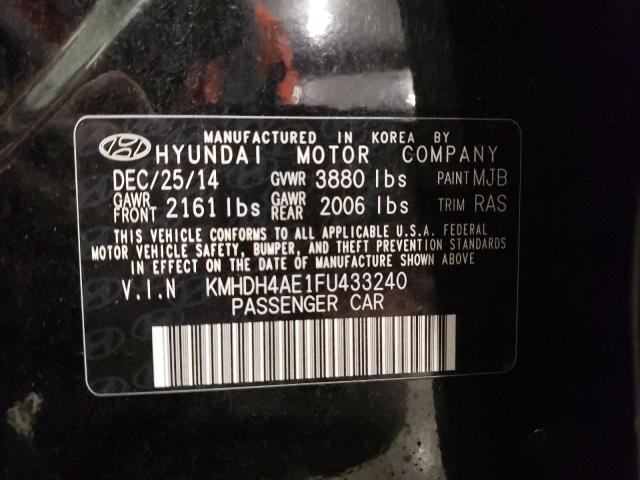 MANUFACTURED IN KOREA BY
HYUNDAI MOTOR COMPANY
DEC/25/14 GVWR 3880 lbs PAINT MJB
GAWR FRONT 2161 lbs GAWR REAR 2006 lbs TRIM RAS
THIS VEHICLE CONFORMS TO ALL APPLICABLE U.S.A. FEDERAL
MOTOR VEHICLE SAFETY, BUMPER, AND THEFT PREVENTION STANDARDS
IN EFFECT ON THE DATE OF MANUFACTURE SHOWN ABOVE.
V.I.N KMHDH4AE1FU433240
PASSENGER CAR